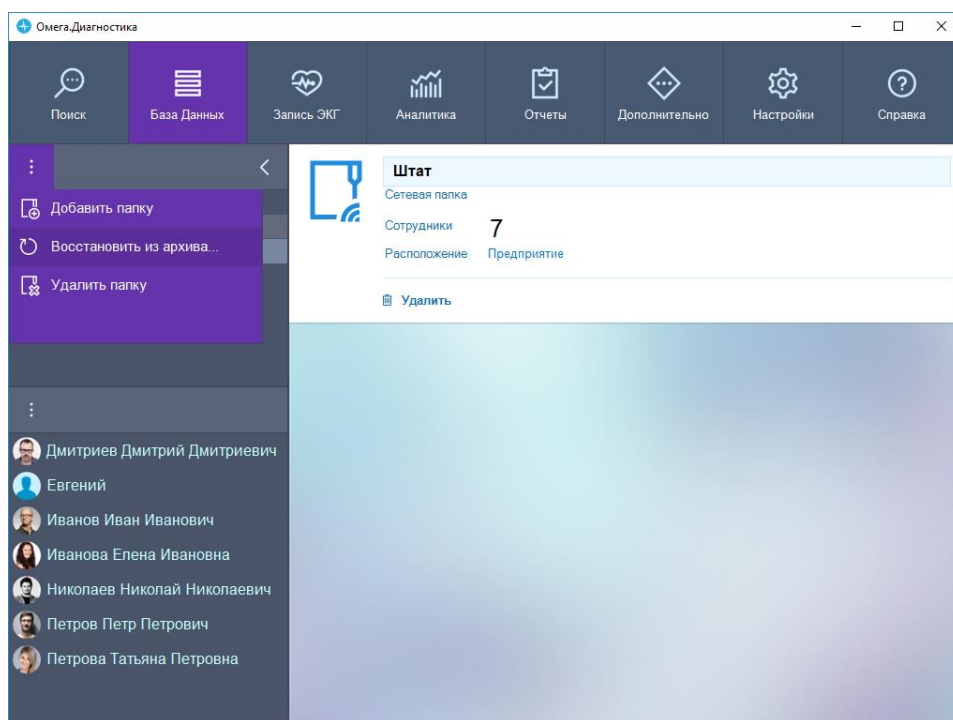 Омега.Диагностика
Поиск
База Данных
Запись ЭКГ
Аналитика
Отчеты
Дополнительно
Настройки
Справка
Добавить папку
Восстановить из архива...
Удалить папку
Штат
Сетевая папка
Сотрудники 7
Расположение Предприятие
Удалить
Дмитриев Дмитрий Дмитриевич
Евгений
Иванов Иван Иванович
Иванова Елена Ивановна
Николаев Николай Николаевич
Петров Петр Петрович
Петрова Татьяна Петровна